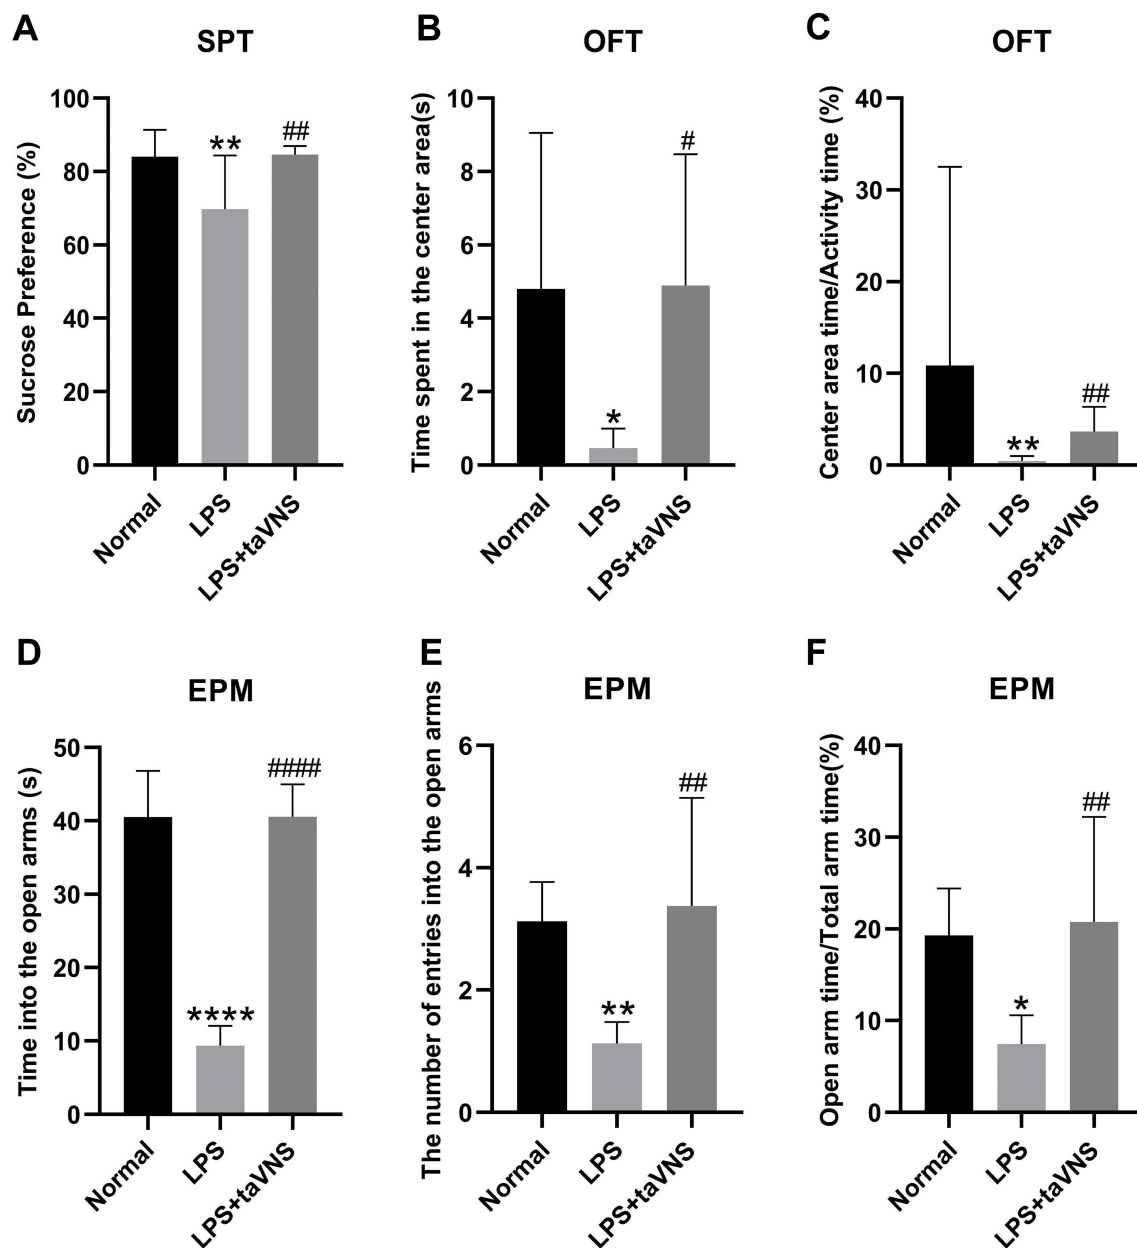 A
SPT
Sucrose Preference (%)
100
80
60
40
20
0
**
##
Normal
LPS
LPS+taVNS
B
OFT
Time spent in the center area(s)
10
8
6
4
2
0
*
#
Normal
LPS
LPS+taVNS
C
OFT
Center area time/Activity time (%)
40
30
20
10
0
**
##
Normal
LPS
LPS+taVNS
D
EPM
Time into the open arms (s)
50
40
30
20
10
0
****
####
Normal
LPS
LPS+taVNS
E
EPM
The number of entries into the open arms
6
4
2
0
**
##
Normal
LPS
LPS+taVNS
F
EPM
Open arm time/Total arm time(%)
40
30
20
10
0
*
##
Normal
LPS
LPS+taVNS